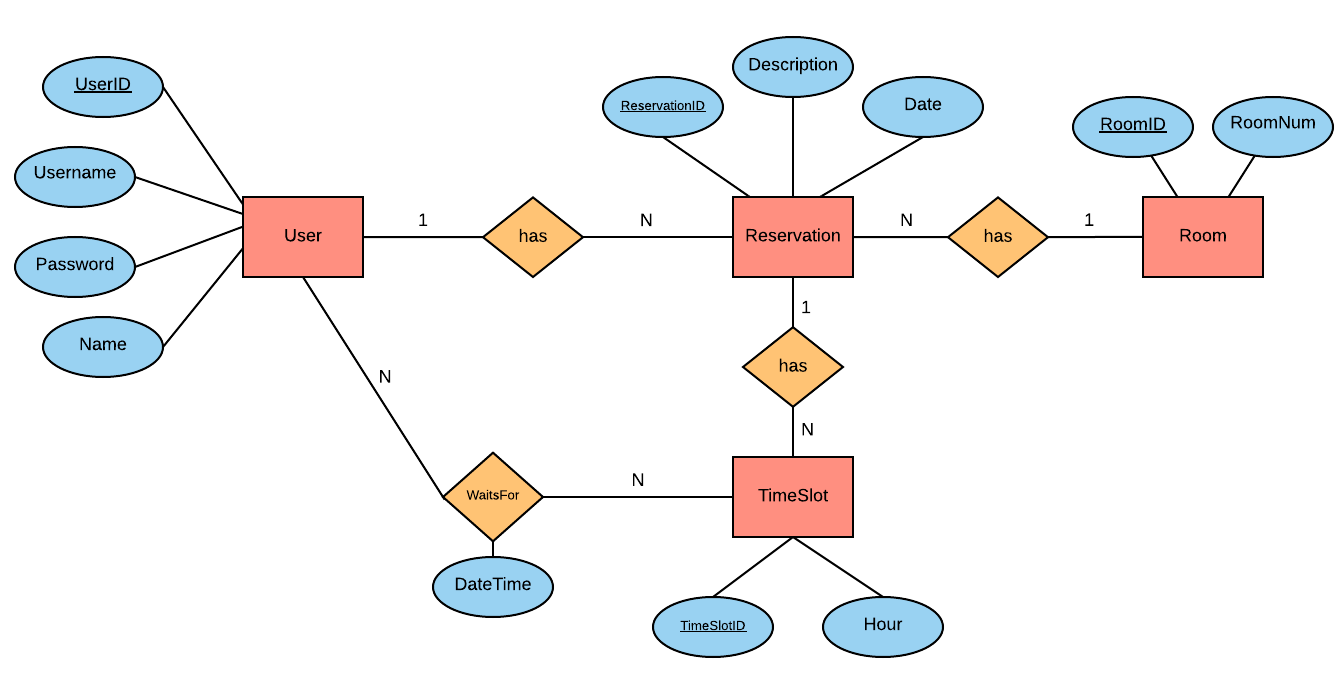 Description
UserID
ReservationID
Date
RoomID
RoomNum
Username
User
1
has
N
Reservation
N
has
1
Room
Password
1
Name
has
N
N
WaitsFor
N
TimeSlot
DateTime
TimeSlotID
Hour